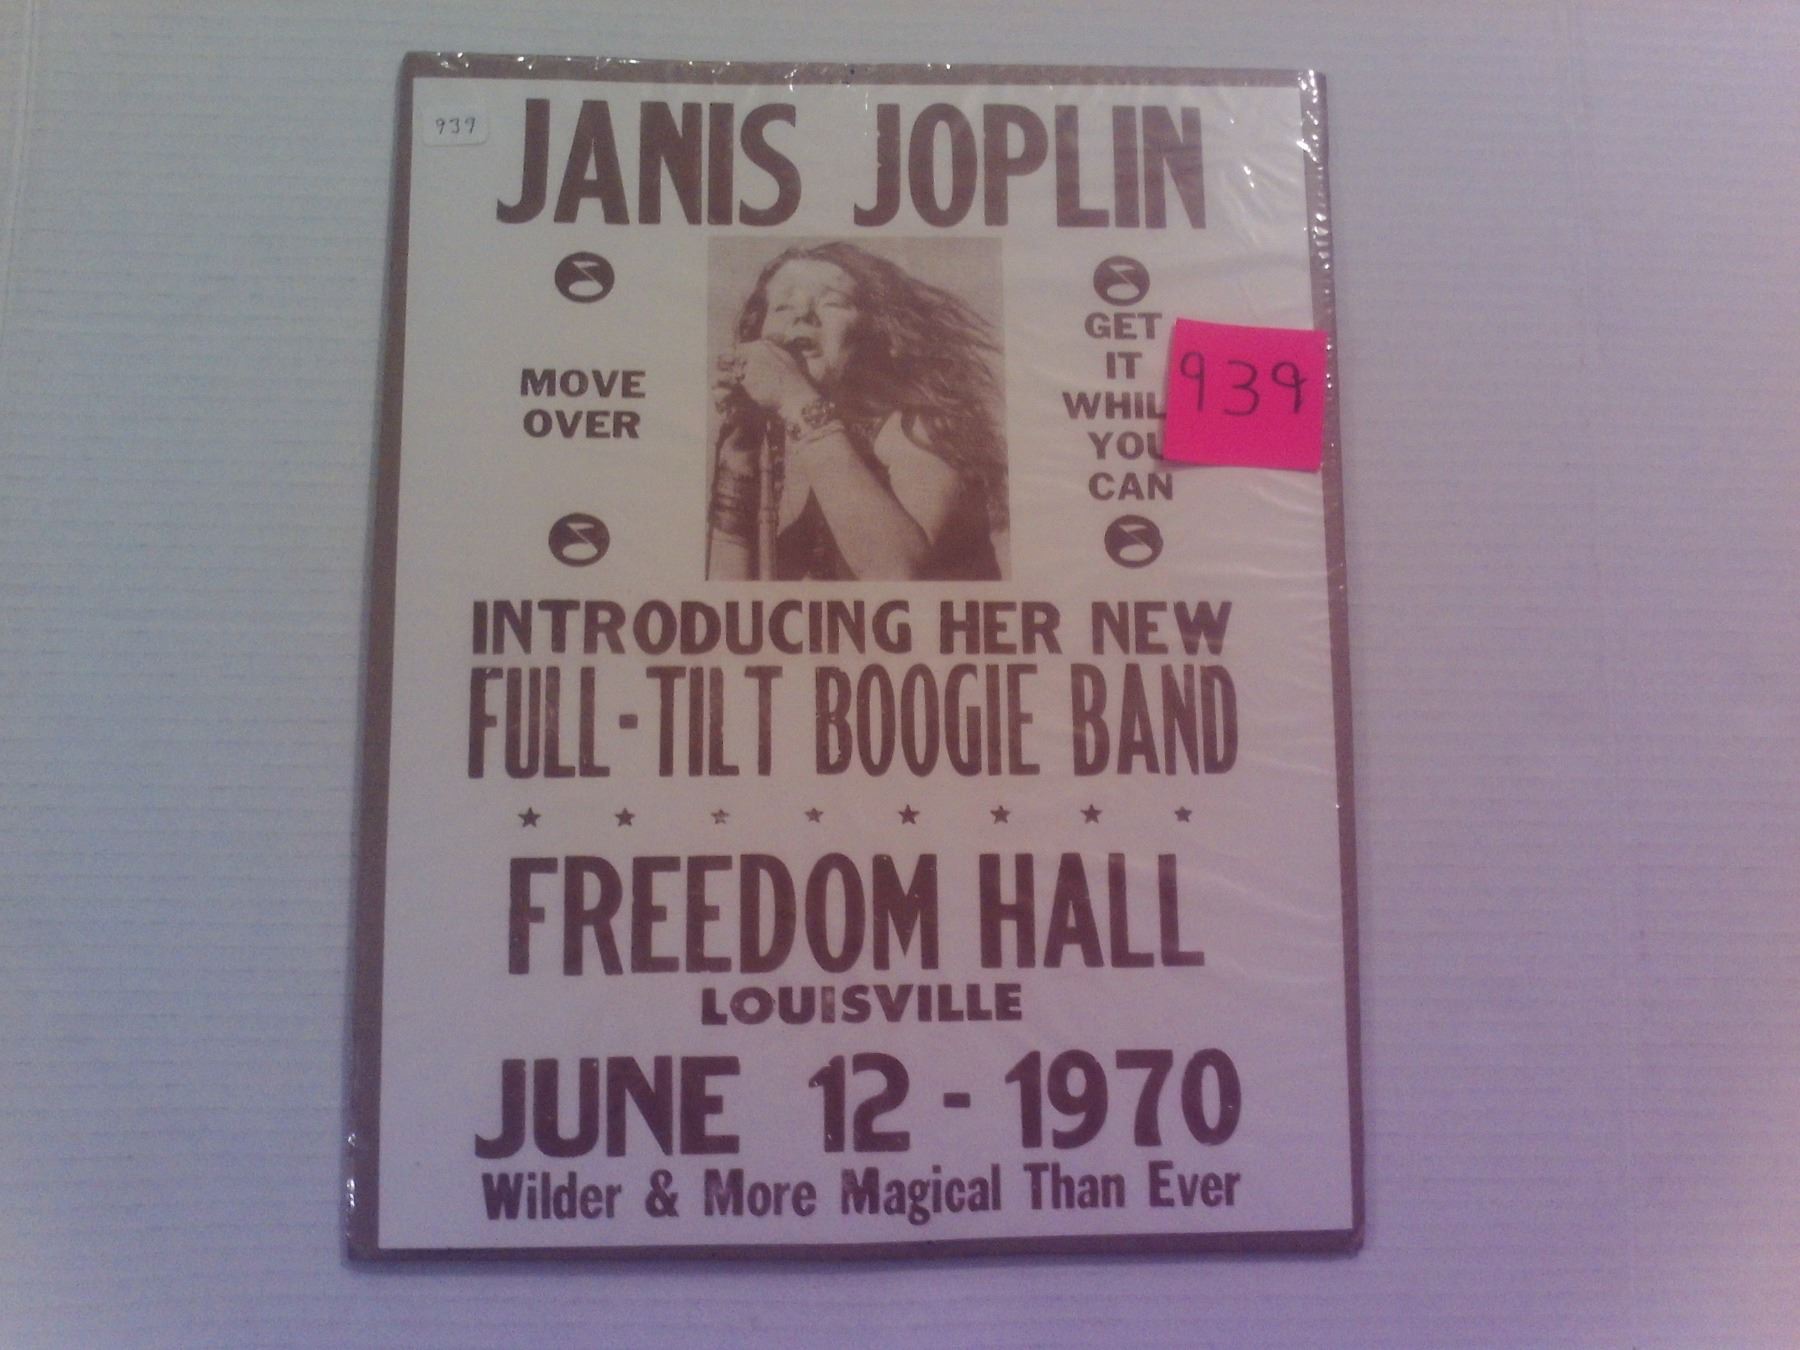 939
JANIS JOPLIN
MOVE
OVER
GET
IT
WHIL
YOU
CAN
939
INTRODUCING HER NEW
FULL-TILT BOOGIE BAND
FREEDOM HALL
LOUISVILLE
JUNE 12 - 1970
Wilder & More Magical Than Ever